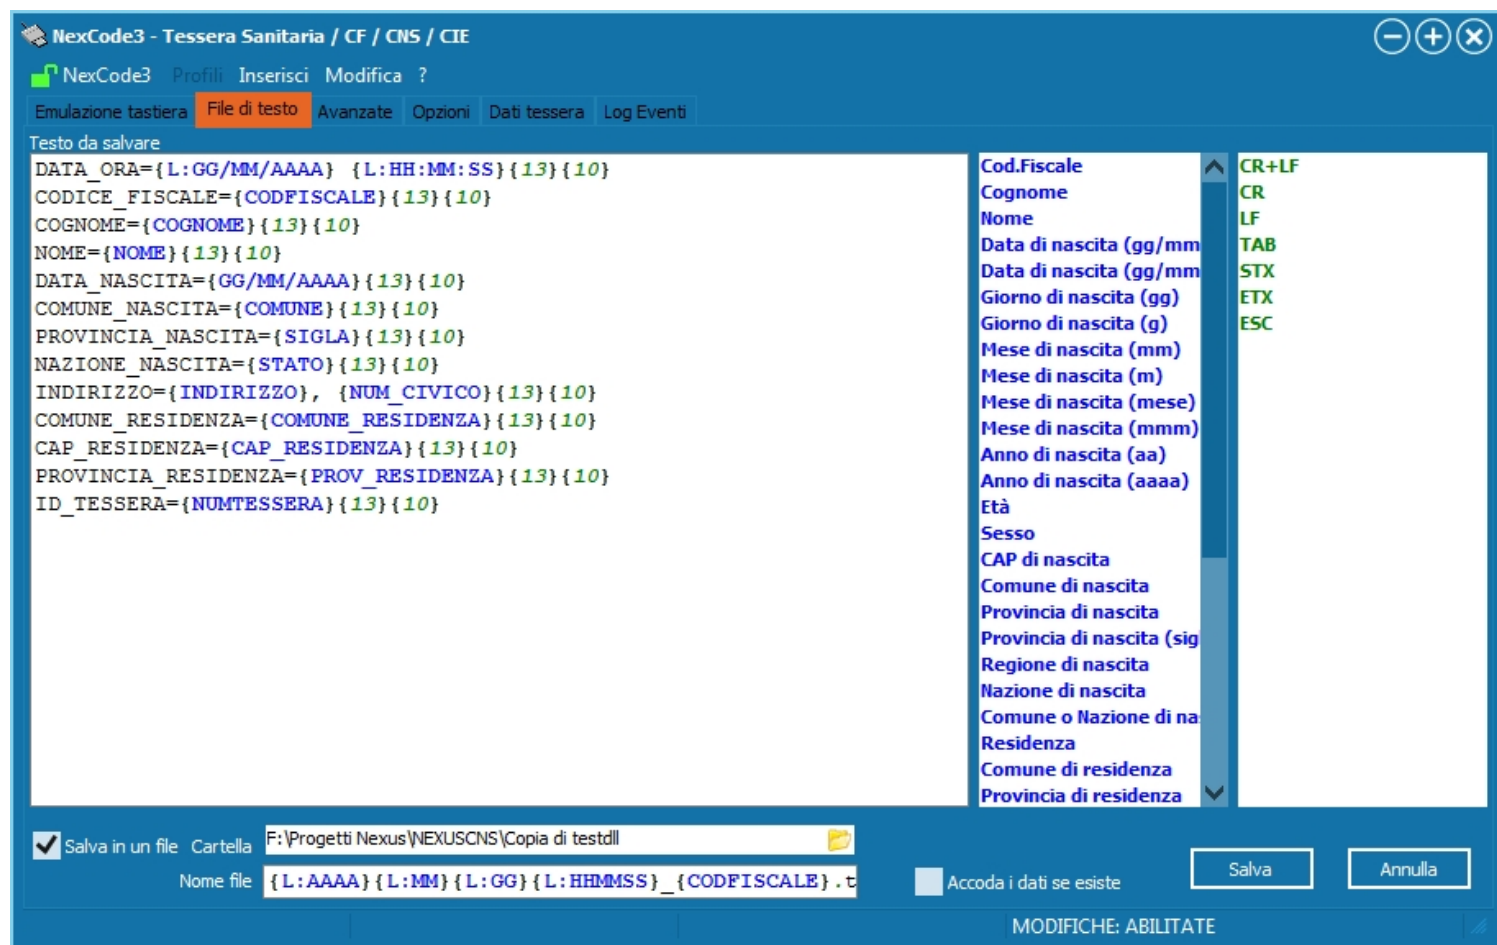 NexCode3 - Tessera Sanitaria / CF / CNS / CIE
NexCode3 Profili Inserisci Modifica ?
Emulazione tastiera File di testo Avanzate Opzioni Dati tessera Log Eventi
Testo da salvare
DATA_ORA={L:GG/MM/AAAA} {L:HH:MM:SS}{13}{10}
CODICE_FISCALE={CODFISCALE}{13}{10}
COGNOME={COGNOME}{13}{10}
NOME={NOME}{13}{10}
DATA_NASCITA={GG/MM/AAAA}{13}{10}
COMUNE_NASCITA={COMUNE}{13}{10}
PROVINCIA_NASCITA={SIGLA}{13}{10}
NAZIONE_NASCITA={STATO}{13}{10}
INDIRIZZO={INDIRIZZO}, {NUM_CIVICO}{13}{10}
COMUNE_RESIDENZA={COMUNE_RESIDENZA}{13}{10}
CAP_RESIDENZA={CAP_RESIDENZA}{13}{10}
PROVINCIA_RESIDENZA={PROV_RESIDENZA}{13}{10}
ID_TESSERA={NUMTESSERA}{13}{10}
Cod.Fiscale
Cognome
Nome
Data di nascita (gg/mm
Data di nascita (gg/mm
Giorno di nascita (gg)
Giorno di nascita (g)
Mese di nascita (mm)
Mese di nascita (m)
Mese di nascita (mese)
Mese di nascita (mmm)
Anno di nascita (aa)
Anno di nascita (aaaa)
Età
Sesso
CAP di nascita
Comune di nascita
Provincia di nascita
Provincia di nascita (sig
Regione di nascita
Nazione di nascita
Comune o Nazione di na
Residenza
Comune di residenza
Provincia di residenza
CR+LF
CR
LF
TAB
STX
ETX
ESC
Salva in un file Cartella F:\Progetti Nexus\NEXUSCNS\Copia di testdll
Nome file {L:AAAA}{L:MM}{L:GG}{L:HHMMSS}_{CODFISCALE}.t
Accoda i dati se esiste
Salva
Annulla
MODIFICHE: ABILITATE